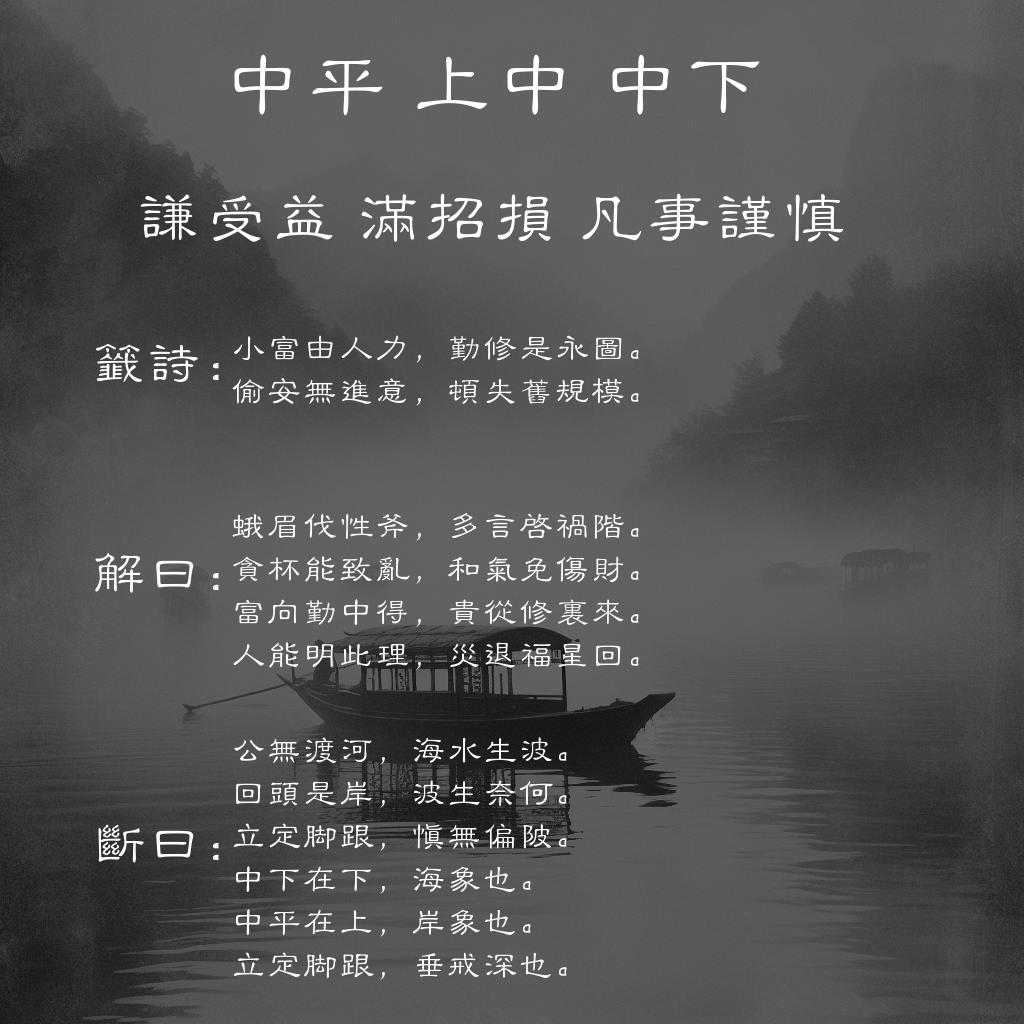 中平 上中 中下
謙受益 滿招損 凡事謹慎
籤詩：
小富由人力，勤修是永圖。
偷安無進意，頓失舊規模。
解曰：
蛾眉伐性斧，多言啓禍階。
貪杯能致亂，和氣免傷財。
富向勤中得，貴從修裏來。
人能明此理，災退福星回。
斷曰：
公無渡河，海水生波。
回頭是岸，波生奈何。
立定脚跟，慎無偏陂。
中下在下，海象也。
中平在上，岸象也。
立定脚跟，垂戒深也。